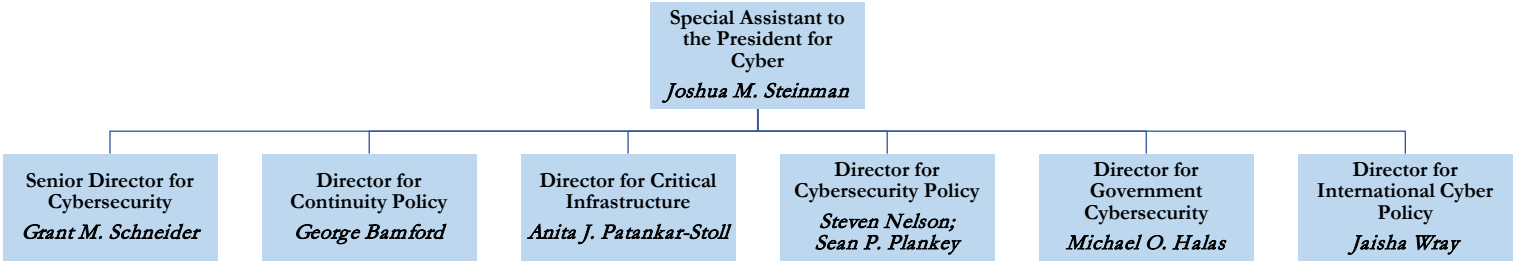 Special Assistant to
the President for
Cyber
Joshua M. Steinman
Senior Director for
Cybersecurity
Grant M. Schneider
Director for
Continuity Policy
George Bamford
Director for Critical
Infrastructure
Anita J. Patankar-Stoll
Director for
Cybersecurity Policy
Steven Nelson;
Sean P. Plankey
Director for
Government
Cybersecurity
Michael O. Halas
Director for
International Cyber
Policy
Jaisha Wray